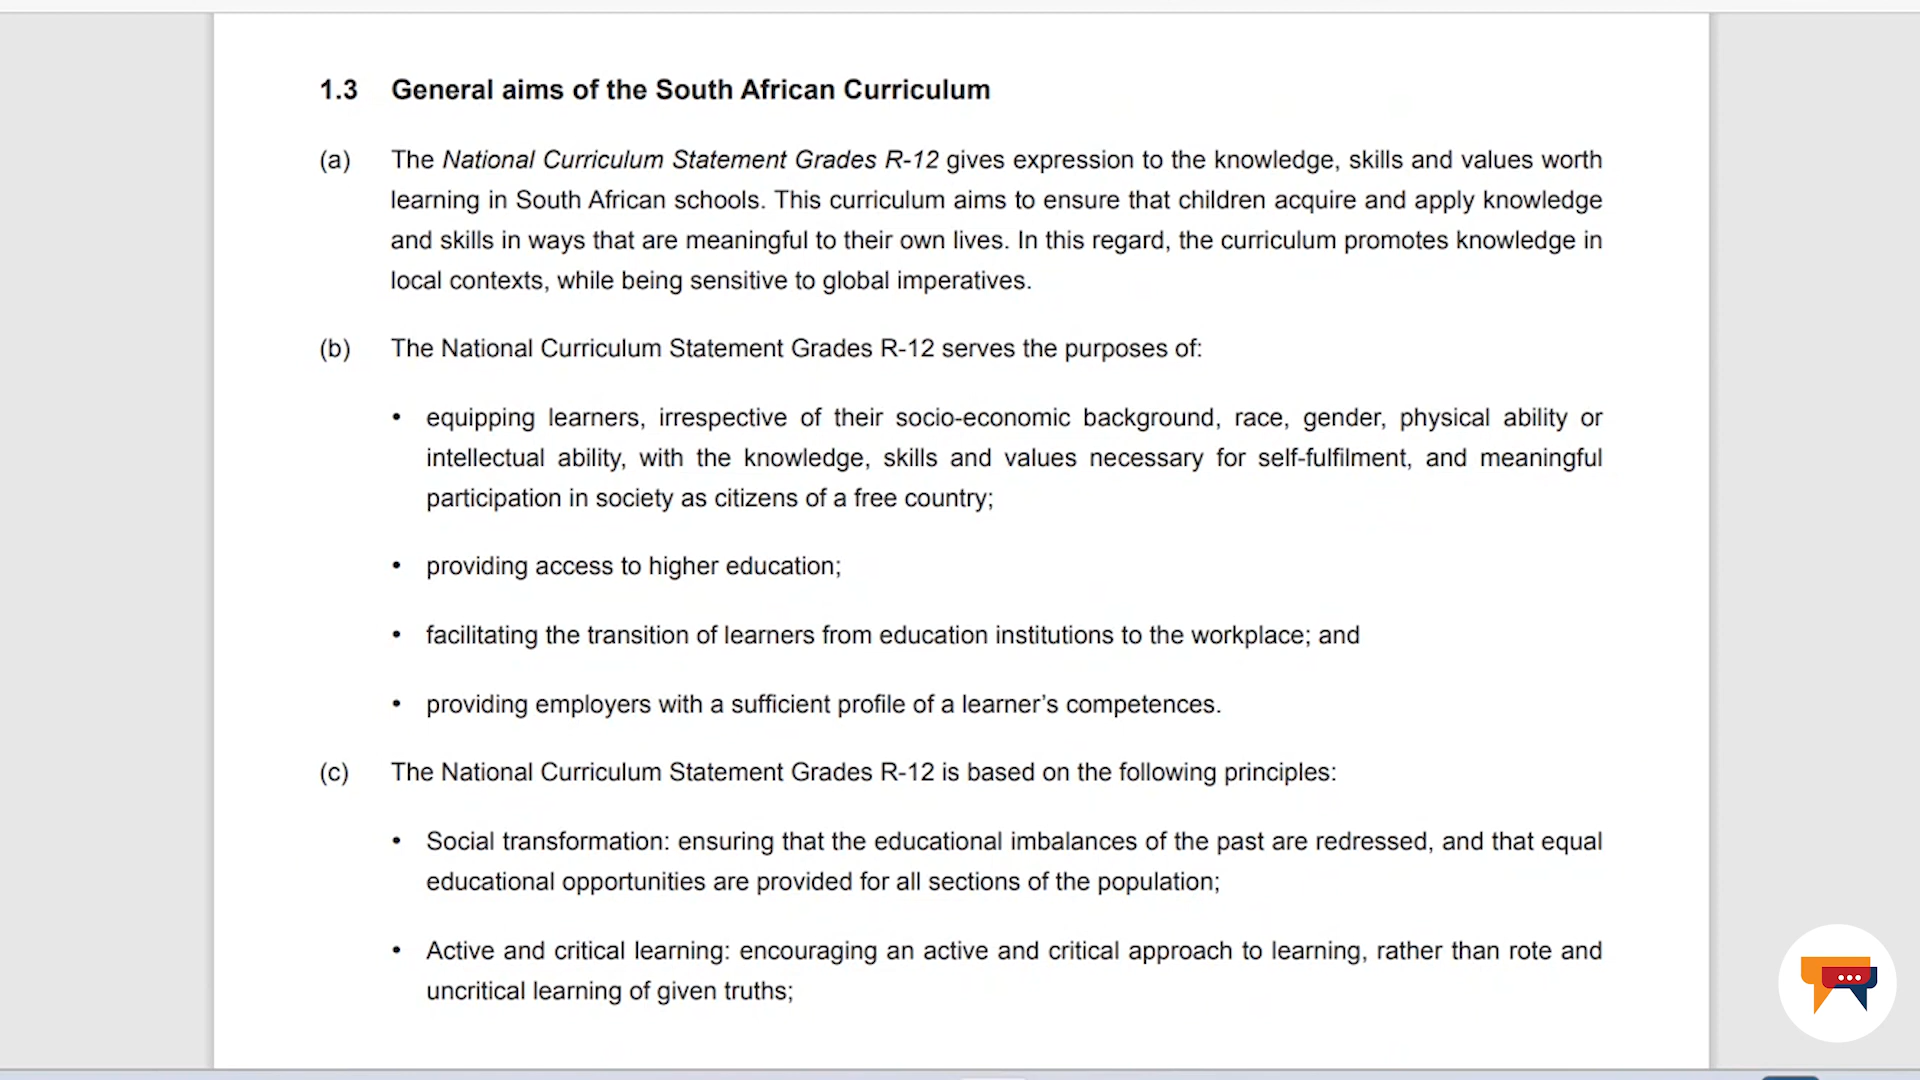 1.3 General aims of the South African Curriculum
(a) The National Curriculum Statement Grades R-12 gives expression to the knowledge, skills and values worth
learning in South African schools. This curriculum aims to ensure that children acquire and apply knowledge
and skills in ways that are meaningful to their own lives. In this regard, the curriculum promotes knowledge in
local contexts, while being sensitive to global imperatives.
(b) The National Curriculum Statement Grades R-12 serves the purposes of:
• equipping learners, irrespective of their socio-economic background, race, gender, physical ability or
intellectual ability, with the knowledge, skills and values necessary for self-fulfilment, and meaningful
participation in society as citizens of a free country;
• providing access to higher education;
• facilitating the transition of learners from education institutions to the workplace; and
• providing employers with a sufficient profile of a learner’s competences.
(c) The National Curriculum Statement Grades R-12 is based on the following principles:
• Social transformation: ensuring that the educational imbalances of the past are redressed, and that equal
educational opportunities are provided for all sections of the population;
• Active and critical learning: encouraging an active and critical approach to learning, rather than rote and
uncritical learning of given truths;